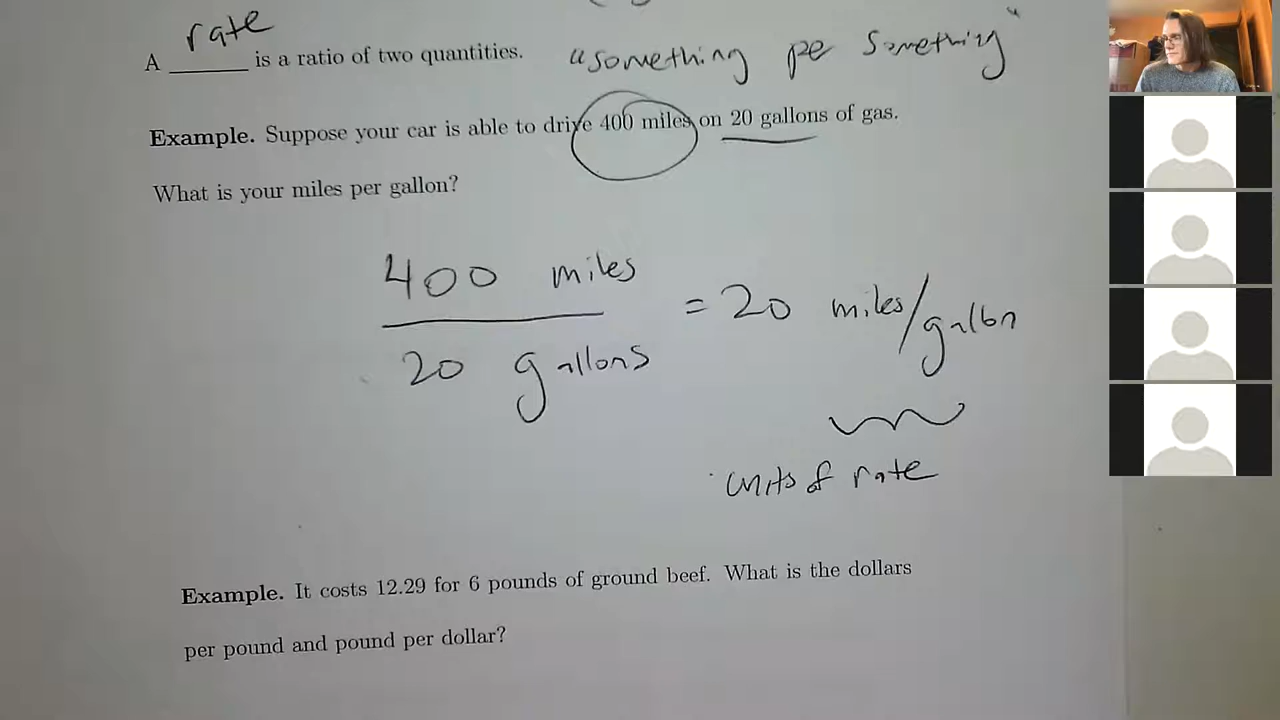 rate
A ______ is a ratio of two quantities. "something pe something"
Example. Suppose your car is able to drive 400 miles on 20 gallons of gas.
What is your miles per gallon?
400 miles
20 gallons
= 20 miles/gallon
units of rate
Example. It costs 12.29 for 6 pounds of ground beef. What is the dollars
per pound and pound per dollar?